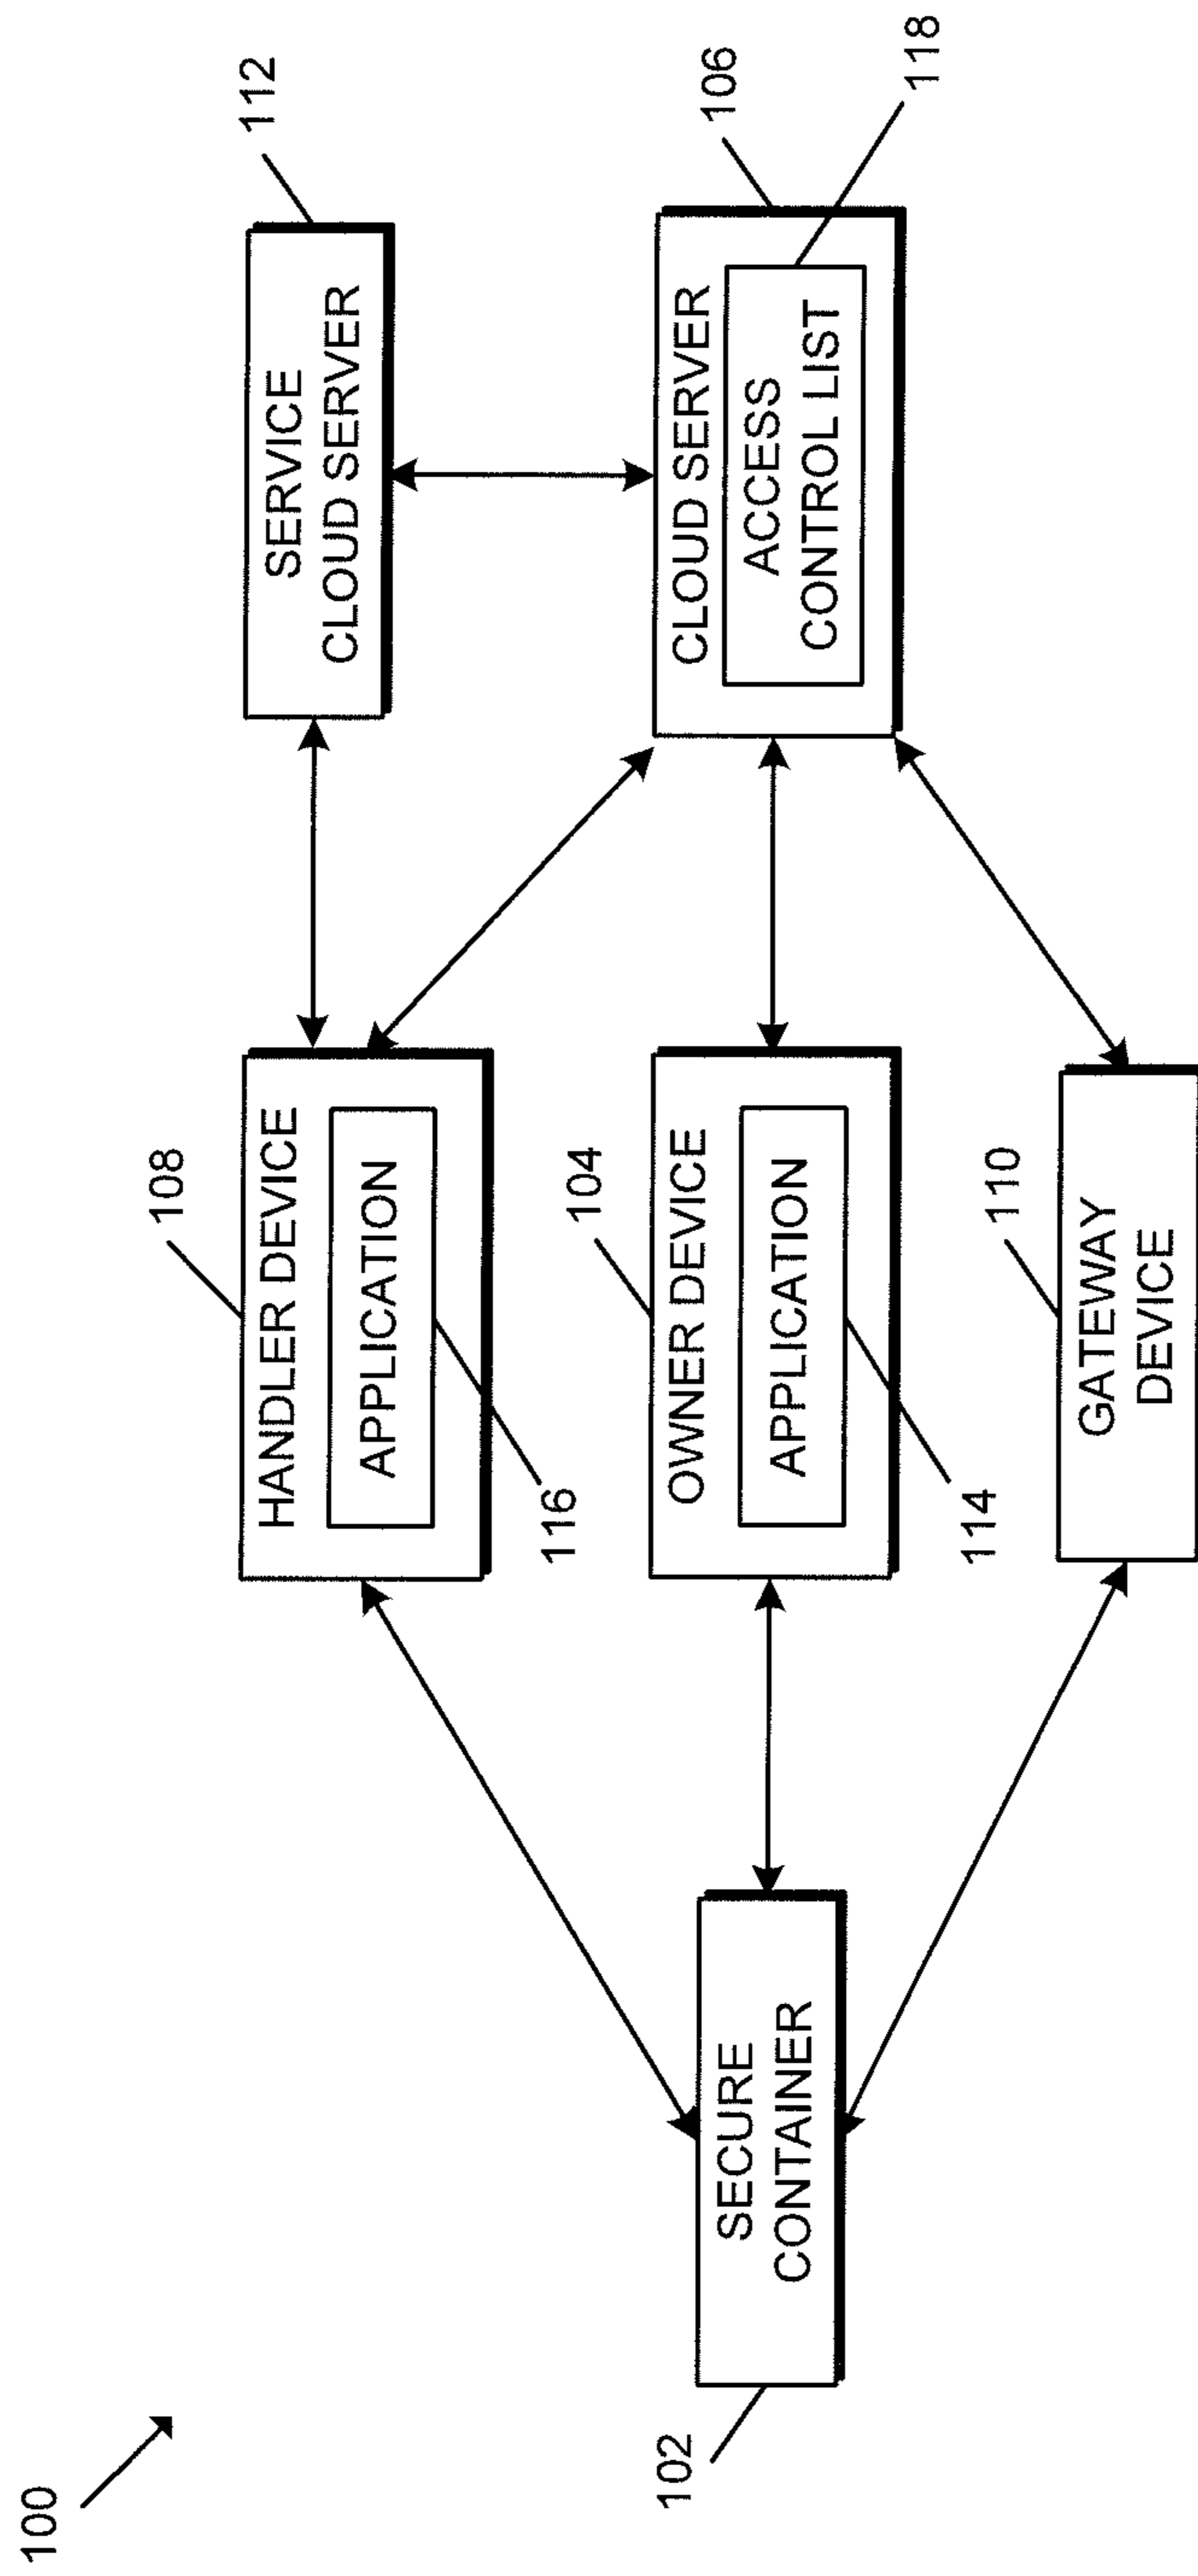 100
112
SERVICE
CLOUD SERVER
108
HANDLER DEVICE
APPLICATION
116
106
CLOUD SERVER
ACCESS
CONTROL LIST
118
104
OWNER DEVICE
APPLICATION
114
SECURE
CONTAINER
102
110
GATEWAY
DEVICE